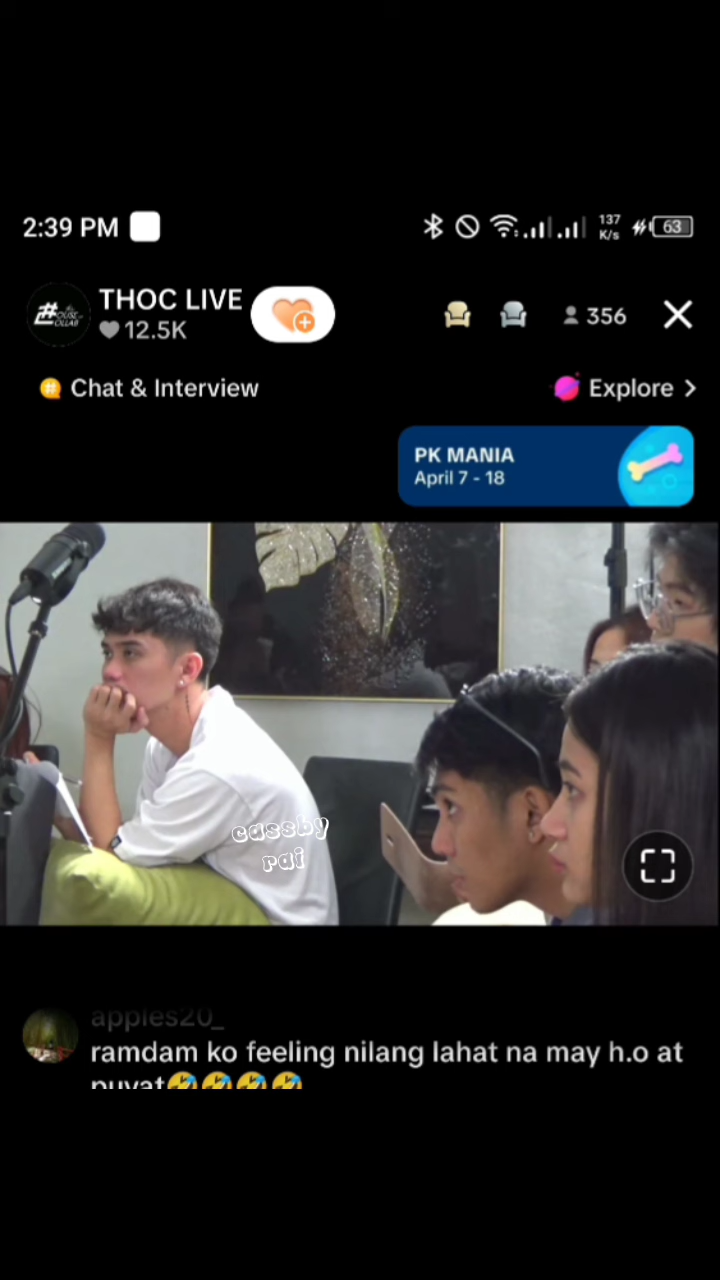 2:39 PM
137
K/s
63
THOC LIVE
12.5K
356
Chat & Interview
Explore
PK MANIA
April 7 - 18
cassby
rai
apples20_
ramdam ko feeling nilang lahat na may h.o at
puyat🤣🤣🤣🤣